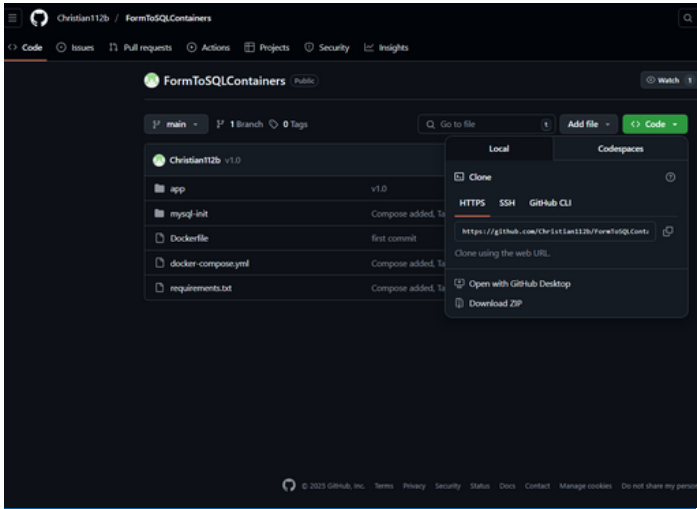 Christian112b / FormToSQLContainers
Code Issues Pull requests Actions Projects Security Insights
FormToSQLContainers Public Watch 1
main 1 Branch 0 Tags Go to file t Add file Code
Local Codespaces
Christian112b v1.0
Clone
app v1.0
HTTPS SSH GitHub CLI
mysql-init Compose added, Ta
https://github.com/Christian112b/FormToSQLConta
Dockerfile first commit
Clone using the web URL.
docker-compose.yml Compose added, Ta
Open with GitHub Desktop
requirements.txt Compose added, Ta
Download ZIP
© 2025 GitHub, Inc. Terms Privacy Security Status Docs Contact Manage cookies Do not share my person